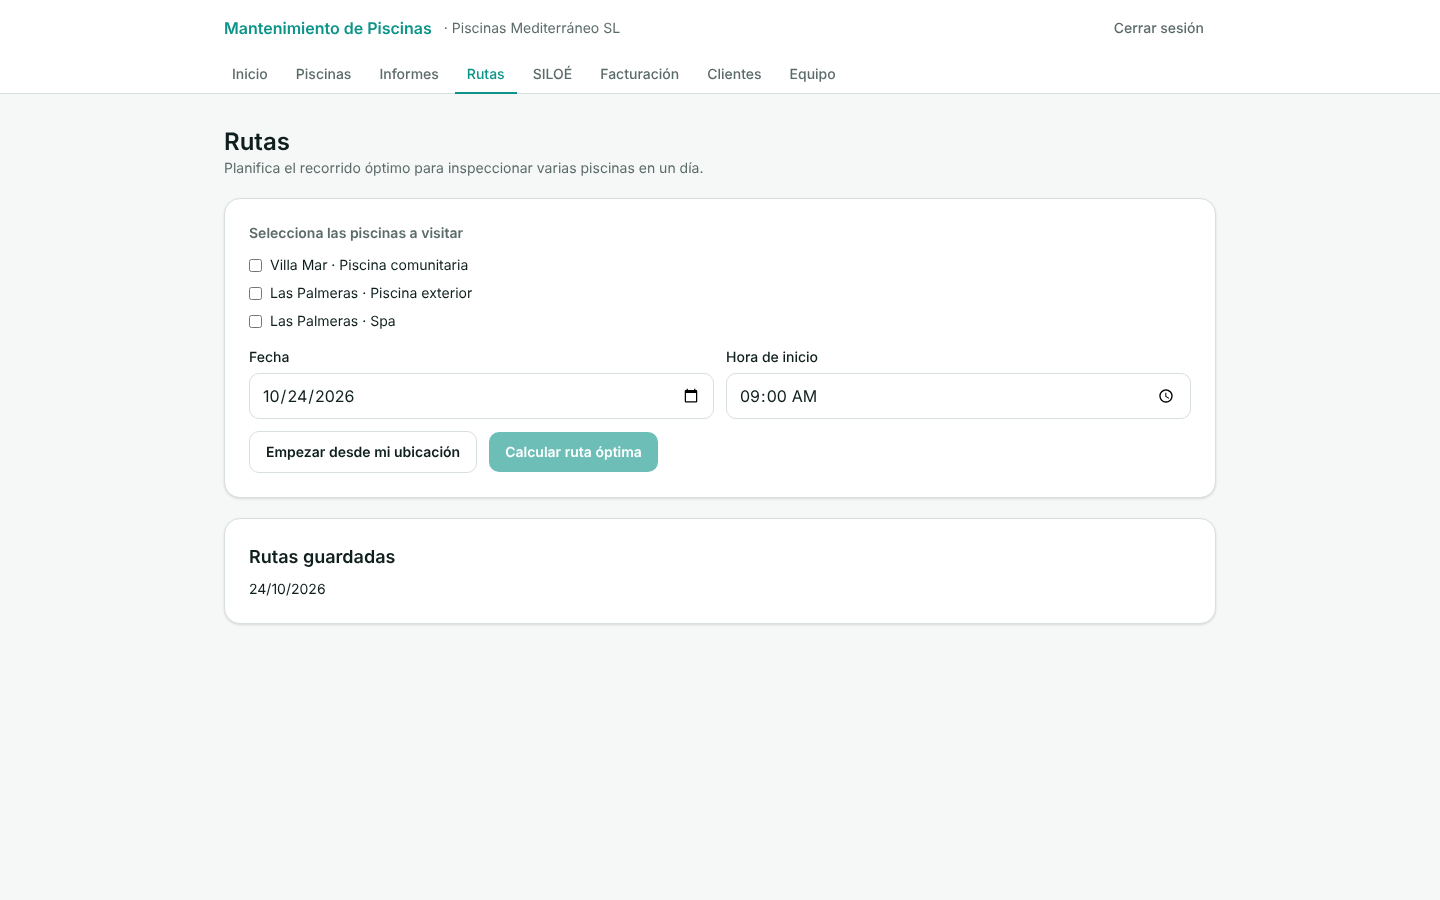 Mantenimiento de Piscinas · Piscinas Mediterráneo SL
Cerrar sesión
Inicio Piscinas Informes Rutas SILOÉ Facturación Clientes Equipo
Rutas
Planifica el recorrido óptimo para inspeccionar varias piscinas en un día.
Selecciona las piscinas a visitar
Villa Mar · Piscina comunitaria
Las Palmeras · Piscina exterior
Las Palmeras · Spa
Fecha Hora de inicio
10/24/2026 09:00 AM
Empezar desde mi ubicación Calcular ruta óptima
Rutas guardadas
24/10/2026